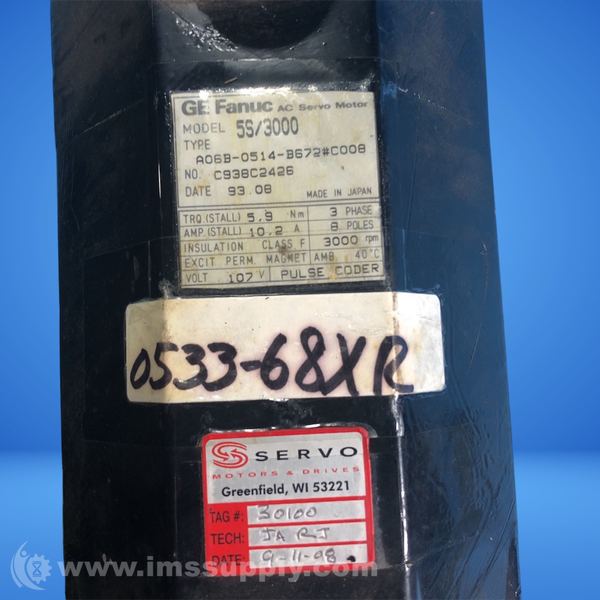 GE Fanuc AC Servo Motor
MODEL 5S/3000
TYPE
A06B-0514-B672#C008
NO. C938C2426
DATE 93.08 MADE IN JAPAN
TRQ (STALL) 5.9 Nm 3 PHASE
AMP. (STALL) 10.2 A 8 POLES
INSULATION CLASS F 3000 rpm
EXCIT PERM. MAGNET AMB. 40°C
VOLT 107 V PULSE CODER
0533-68XR
S SERVO
MOTORS & DRIVES
Greenfield, WI 53221
TAG #: 30100
TECH: JA RJ
DATE: 9-11-98
© www.imssupply.com